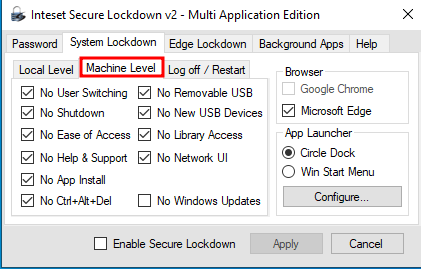 Inteset Secure Lockdown v2 - Multi Application Edition
Password System Lockdown Edge Lockdown Background Apps Help
Local Level Machine Level Log off / Restart
No User Switching No Removable USB
No Shutdown No New USB Devices
No Ease of Access No Library Access
No Help & Support No Network UI
No App Install
No Ctrl+Alt+Del No Windows Updates
Browser
Google Chrome
Microsoft Edge
App Launcher
Circle Dock
Win Start Menu
Configure...
Enable Secure Lockdown Apply Cancel